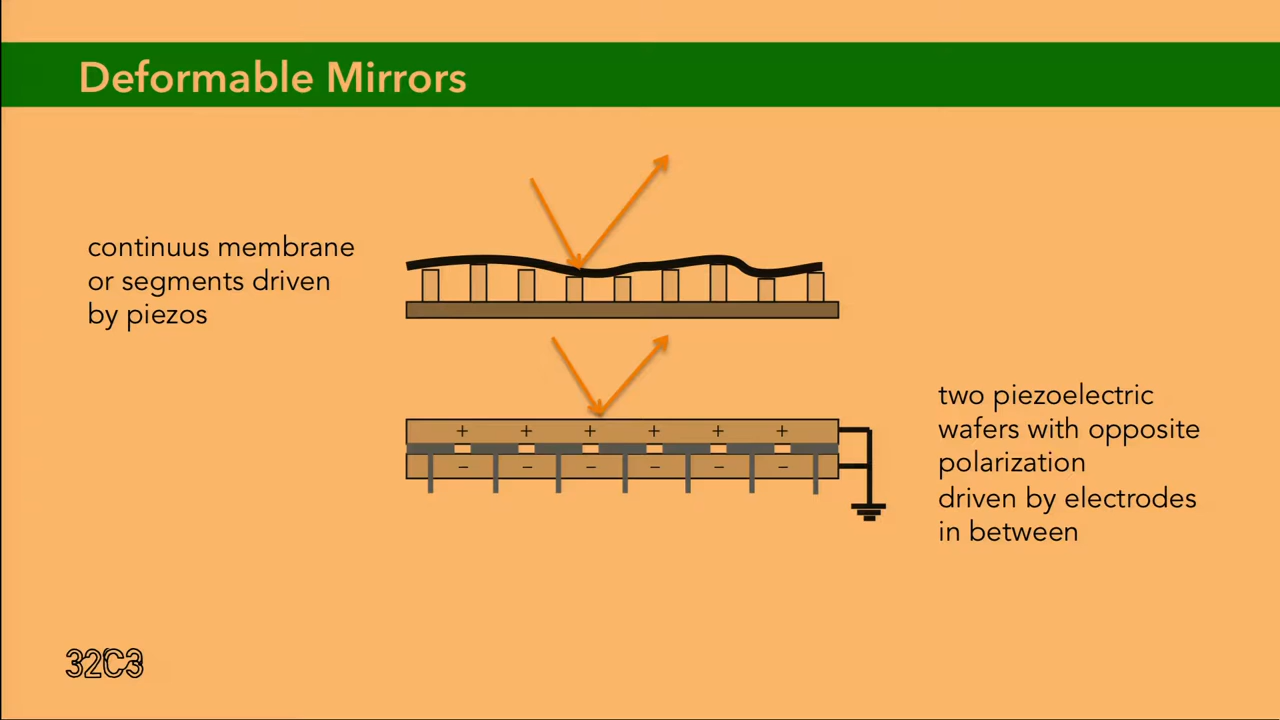 Deformable Mirrors
continuus membrane
or segments driven
by piezos
+ + + + + +
− − − − − −
two piezoelectric
wafers with opposite
polarization
driven by electrodes
in between
32C3